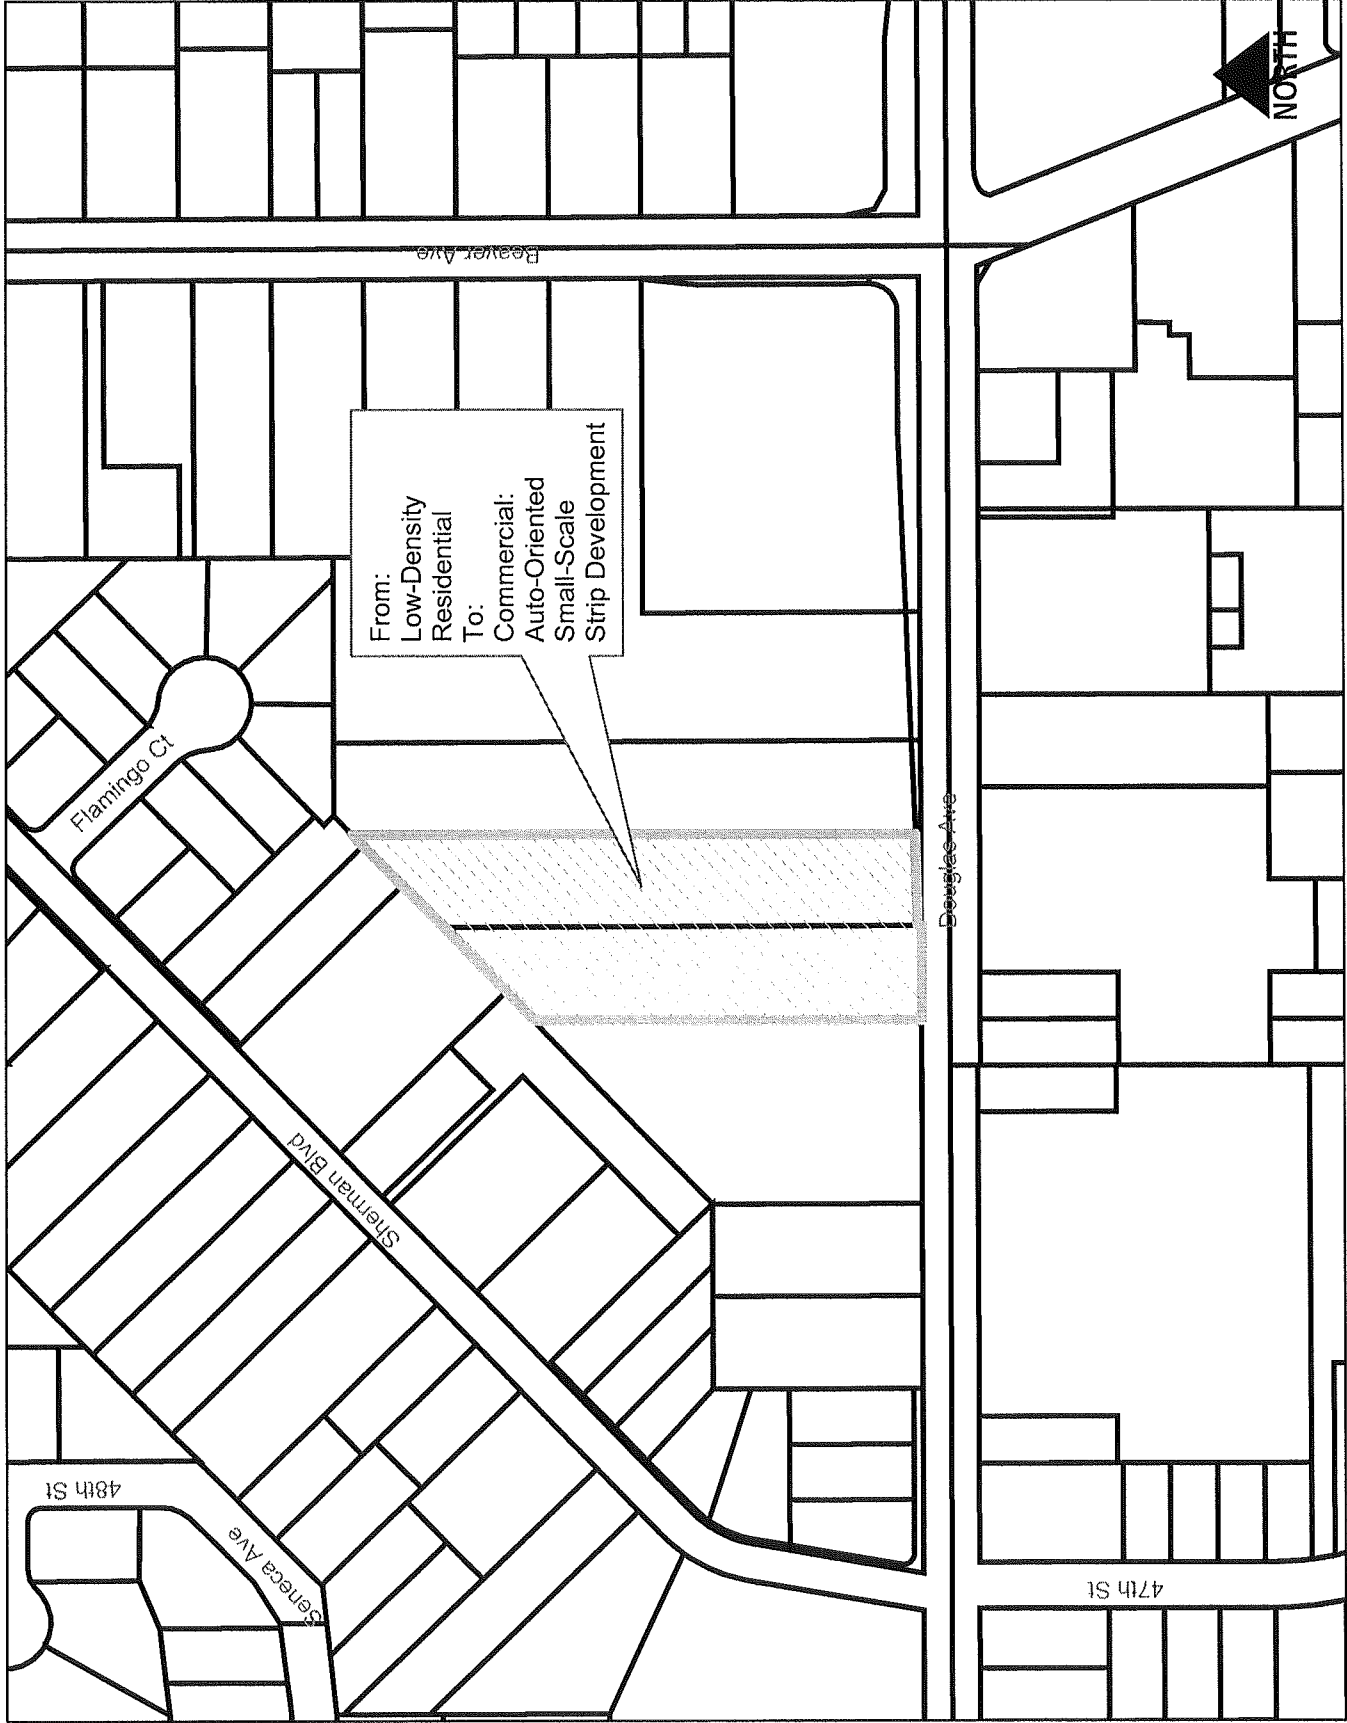 Beaver Ave
NORTH
From:
Low-Density
Residential
To:
Commercial:
Auto-Oriented
Small-Scale
Strip Development
Flamingo Ct
Douglas Ave
Sherman Blvd
48th St
Seneca Ave
47th St